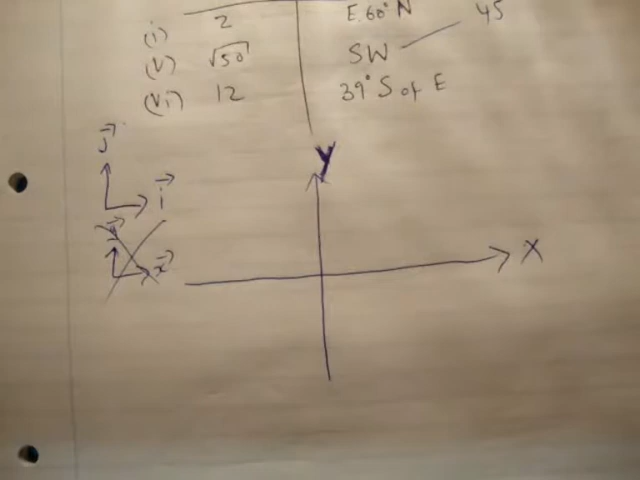 (i) 2 E.60°N 45
(v) √50 SW
(vi) 12 39°S of E
j
Y
i
x
X